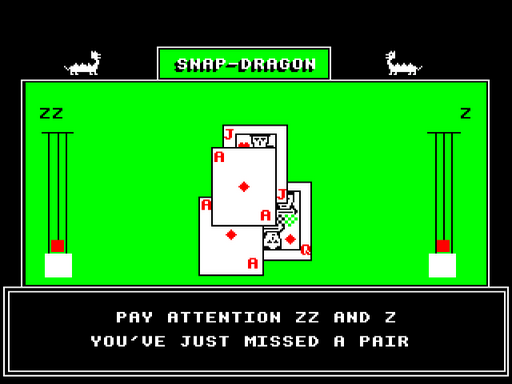 SNAP-DRAGON
ZZ
Z
J
A
A
J
A
A
PAY ATTENTION ZZ AND Z
YOU'VE JUST MISSED A PAIR